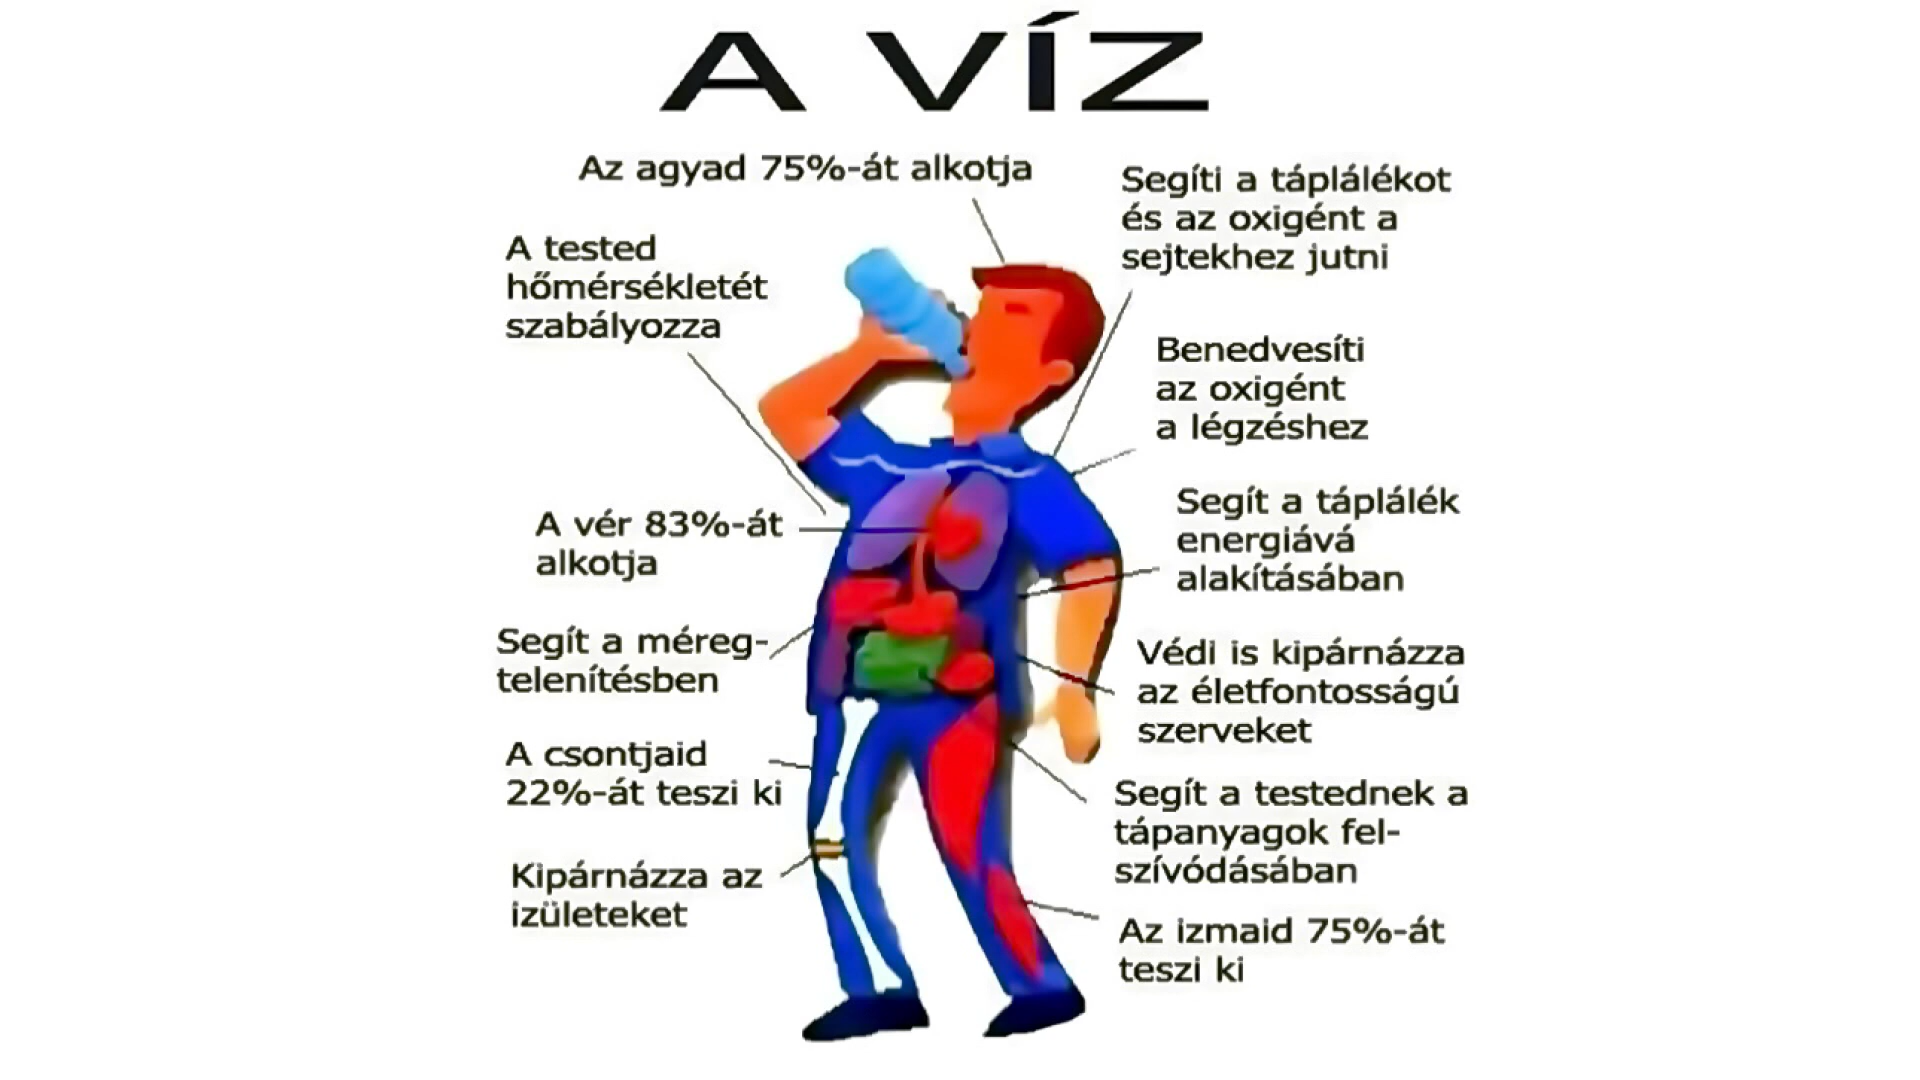 A VÍZ
Az agyad 75%-át alkotja
Segíti a táplálékot
és az oxigént a
sejtekhez jutni
A tested
hőmérsékletét
szabályozza
Benedvesíti
az oxigént
a légzéshez
A vér 83%-át
alkotja
Segít a táplálék
energiává
alakításában
Segít a méreg-
telenítésben
Védi is kipárnázza
az életfontosságú
szerveket
A csontjaid
22%-át teszi ki
Segít a testednek a
tápanyagok fel-
szívódásában
Kipárnázza az
izületeket
Az izmaid 75%-át
teszi ki